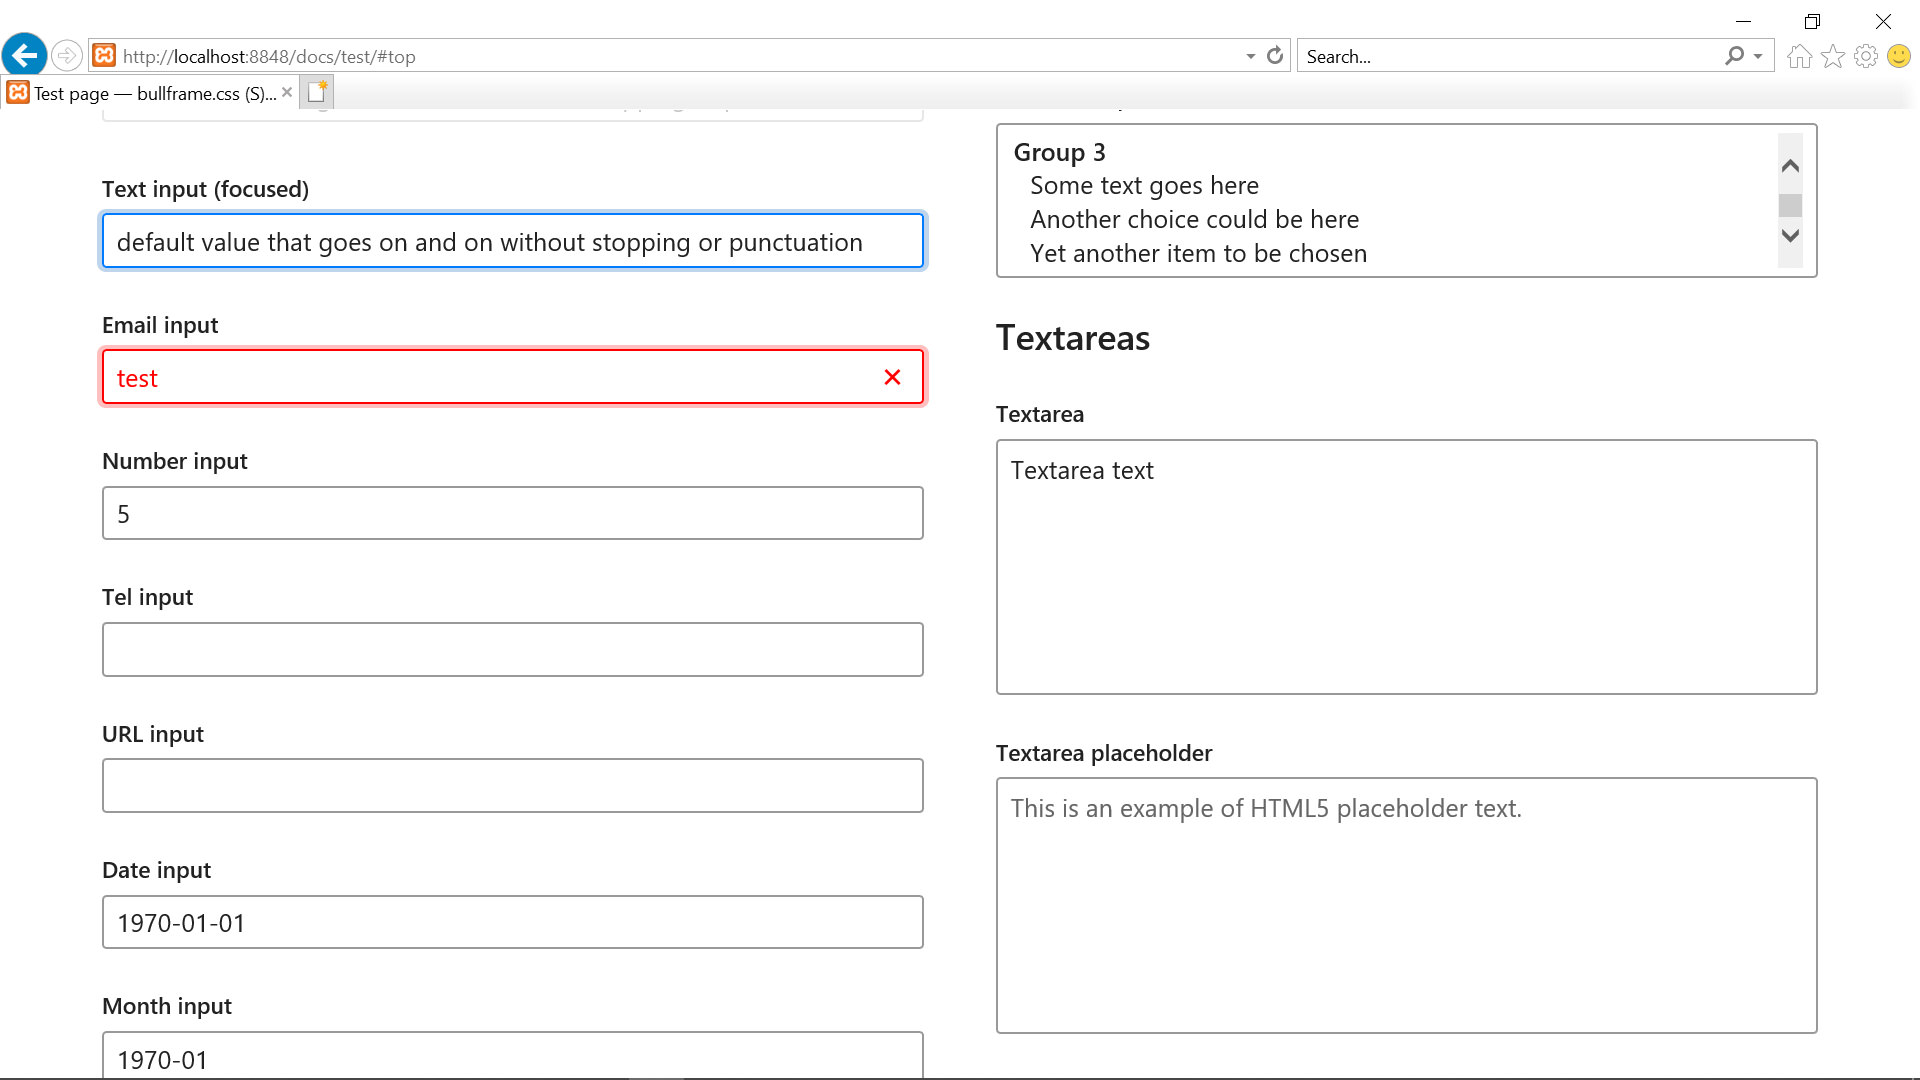 http://localhost:8848/docs/test/#top
Search...
Test page — bullframe.css (S)...
Text input (focused)
default value that goes on and on without stopping or punctuation
Email input
test
Number input
5
Tel input
URL input
Date input
1970-01-01
Month input
1970-01
Group 3
Some text goes here
Another choice could be here
Yet another item to be chosen
Textareas
Textarea
Textarea text
Textarea placeholder
This is an example of HTML5 placeholder text.